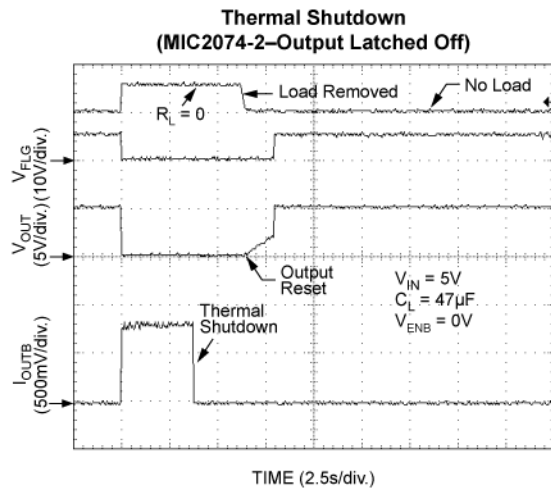 Thermal Shutdown
(MIC2074-2–Output Latched Off)
Load Removed
No Load
R_L = 0
V_FLG
(10V/div.)
V_OUT
(5V/div.)
Output
Reset
V_IN = 5V
C_L = 47µF
V_ENB = 0V
Thermal
Shutdown
I_OUTB
(500mV/div.)
TIME (2.5s/div.)